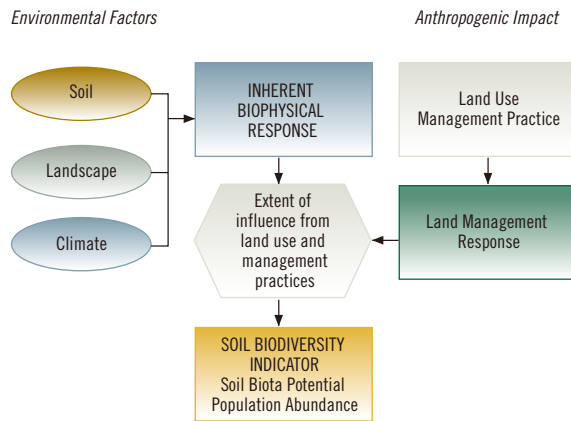 Environmental Factors
Anthropogenic Impact
Soil
Landscape
Climate
INHERENT
BIOPHYSICAL
RESPONSE
Land Use
Management Practice
Extent of
influence from
land use and
management
practices
Land Management
Response
SOIL BIODIVERSITY
INDICATOR
Soil Biota Potential
Population Abundance